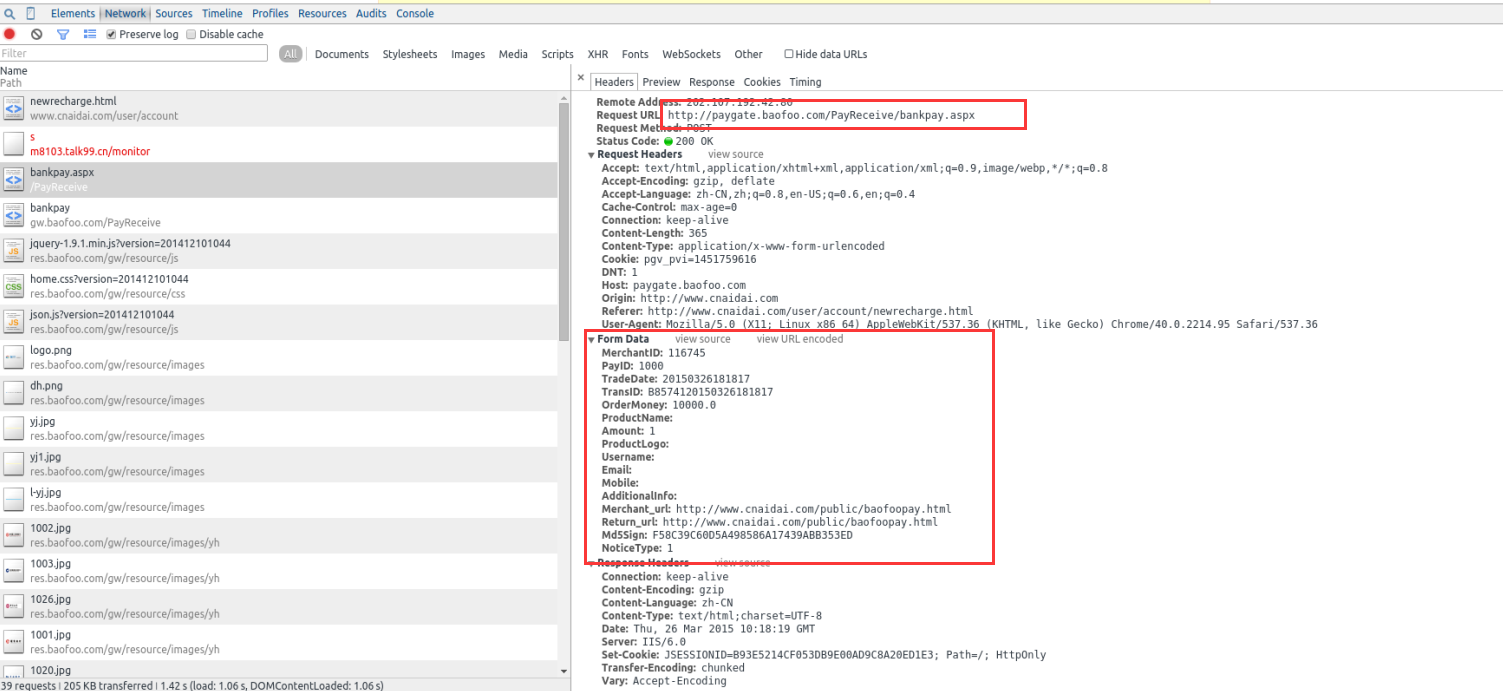 Elements Network Sources Timeline Profiles Resources Audits Console
Preserve log Disable cache
Filter All Documents Stylesheets Images Media Scripts XHR Fonts WebSockets Other Hide data URLs
Name
Path
newrecharge.html
www.cnaidai.com/user/account
s
m8103.talk99.cn/monitor
bankpay.aspx
/PayReceive
bankpay
gw.baofoo.com/PayReceive
jquery-1.9.1.min.js?version=201412101044
res.baofoo.com/gw/resource/js
home.css?version=201412101044
res.baofoo.com/gw/resource/css
json.js?version=201412101044
res.baofoo.com/gw/resource/js
logo.png
res.baofoo.com/gw/resource/images
dh.png
res.baofoo.com/gw/resource/images
yj.jpg
res.baofoo.com/gw/resource/images
yj1.jpg
res.baofoo.com/gw/resource/images
l-yj.jpg
res.baofoo.com/gw/resource/images
1002.jpg
res.baofoo.com/gw/resource/images/yh
1003.jpg
res.baofoo.com/gw/resource/images/yh
1026.jpg
res.baofoo.com/gw/resource/images/yh
1001.jpg
res.baofoo.com/gw/resource/images/yh
1020.jpg
39 requests | 205 KB transferred | 1.42 s (load: 1.06 s, DOMContentLoaded: 1.06 s)
× Headers Preview Response Cookies Timing
Remote Address: 202.107.192.42:80
Request URL: http://paygate.baofoo.com/PayReceive/bankpay.aspx
Request Method: POST
Status Code: 200 OK
Request Headers view source
Accept: text/html,application/xhtml+xml,application/xml;q=0.9,image/webp,*/*;q=0.8
Accept-Encoding: gzip, deflate
Accept-Language: zh-CN,zh;q=0.8,en-US;q=0.6,en;q=0.4
Cache-Control: max-age=0
Connection: keep-alive
Content-Length: 365
Content-Type: application/x-www-form-urlencoded
Cookie: pgv_pvi=1451759616
DNT: 1
Host: paygate.baofoo.com
Origin: http://www.cnaidai.com
Referer: http://www.cnaidai.com/user/account/newrecharge.html
User-Agent: Mozilla/5.0 (X11; Linux x86_64) AppleWebKit/537.36 (KHTML, like Gecko) Chrome/40.0.2214.95 Safari/537.36
Form Data view source view URL encoded
MerchantID: 116745
PayID: 1000
TradeDate: 20150326181817
TransID: B8574120150326181817
OrderMoney: 10000.0
ProductName:
Amount: 1
ProductLogo:
Username:
Email:
Mobile:
AdditionalInfo:
Merchant_url: http://www.cnaidai.com/public/baofoopay.html
Return_url: http://www.cnaidai.com/public/baofoopay.html
Md5Sign: F58C39C60D5A498586A17439ABB353ED
NoticeType: 1
Response Headers view source
Connection: keep-alive
Content-Encoding: gzip
Content-Language: zh-CN
Content-Type: text/html;charset=UTF-8
Date: Thu, 26 Mar 2015 10:18:19 GMT
Server: IIS/6.0
Set-Cookie: JSESSIONID=B93E5214CF053DB9E00AD9C8A20ED1E3; Path=/; HttpOnly
Transfer-Encoding: chunked
Vary: Accept-Encoding